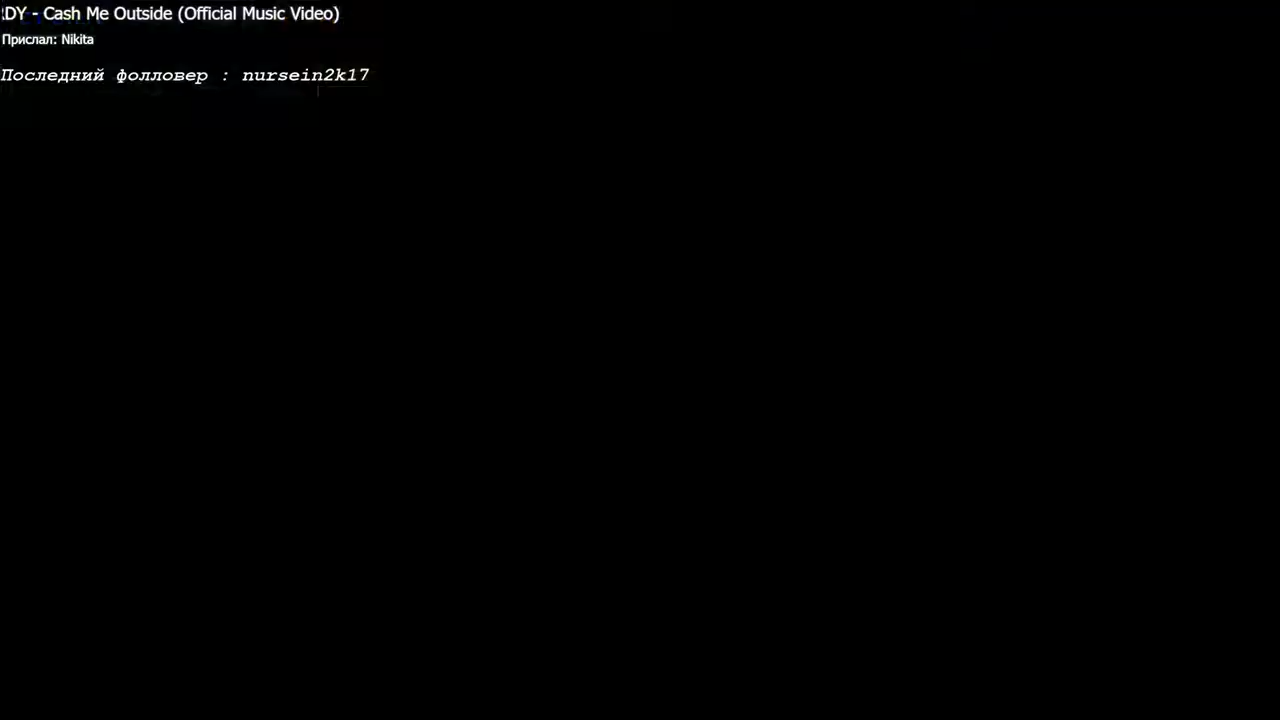 DY - Cash Me Outside (Official Music Video)
Прислал: Nikita
Последний фолловер : nursein2k17